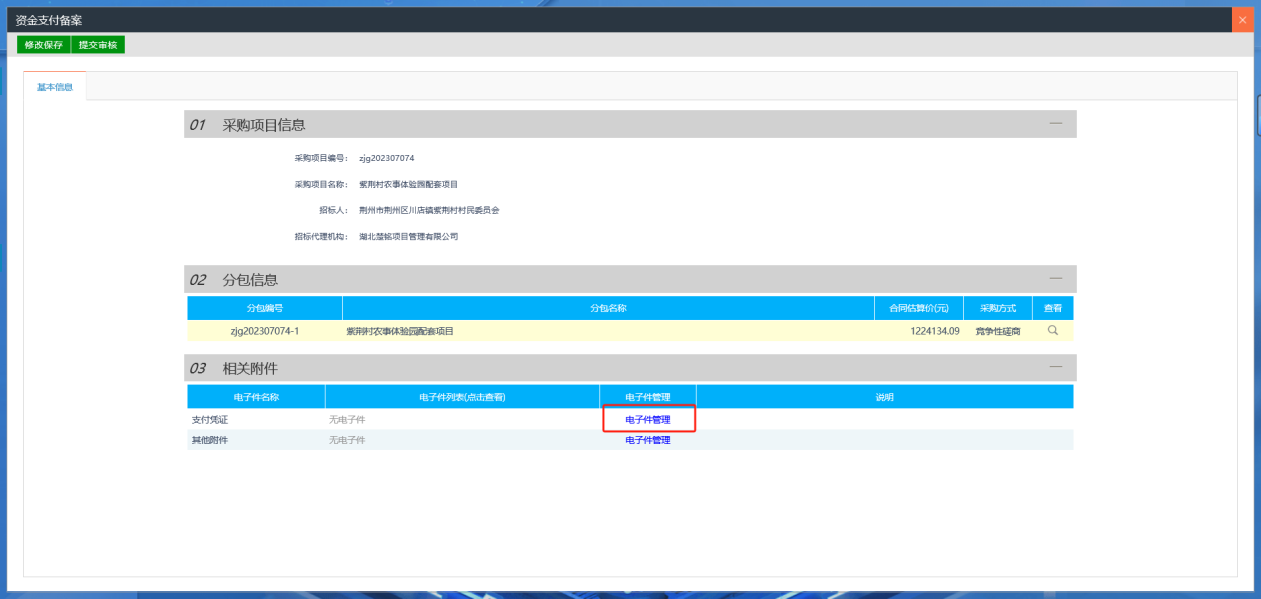 资金支付备案
修改保存 提交审核
基本信息
01 采购项目信息
采购项目编号： zjg202307074
采购项目名称： 紫荆村农事体验园配套项目
招标人： 荆州市荆州区川店镇紫荆村村民委员会
招标代理机构： 湖北楚铭项目管理有限公司
02 分包信息
分包编号 分包名称 合同估算价(元) 采购方式 查看
zjg202307074-1 紫荆村农事体验园配套项目 1224134.09 竞争性磋商
03 相关附件
电子件名称 电子件列表(点击查看) 电子件管理 说明
支付凭证 无电子件 电子件管理
其他附件 无电子件 电子件管理